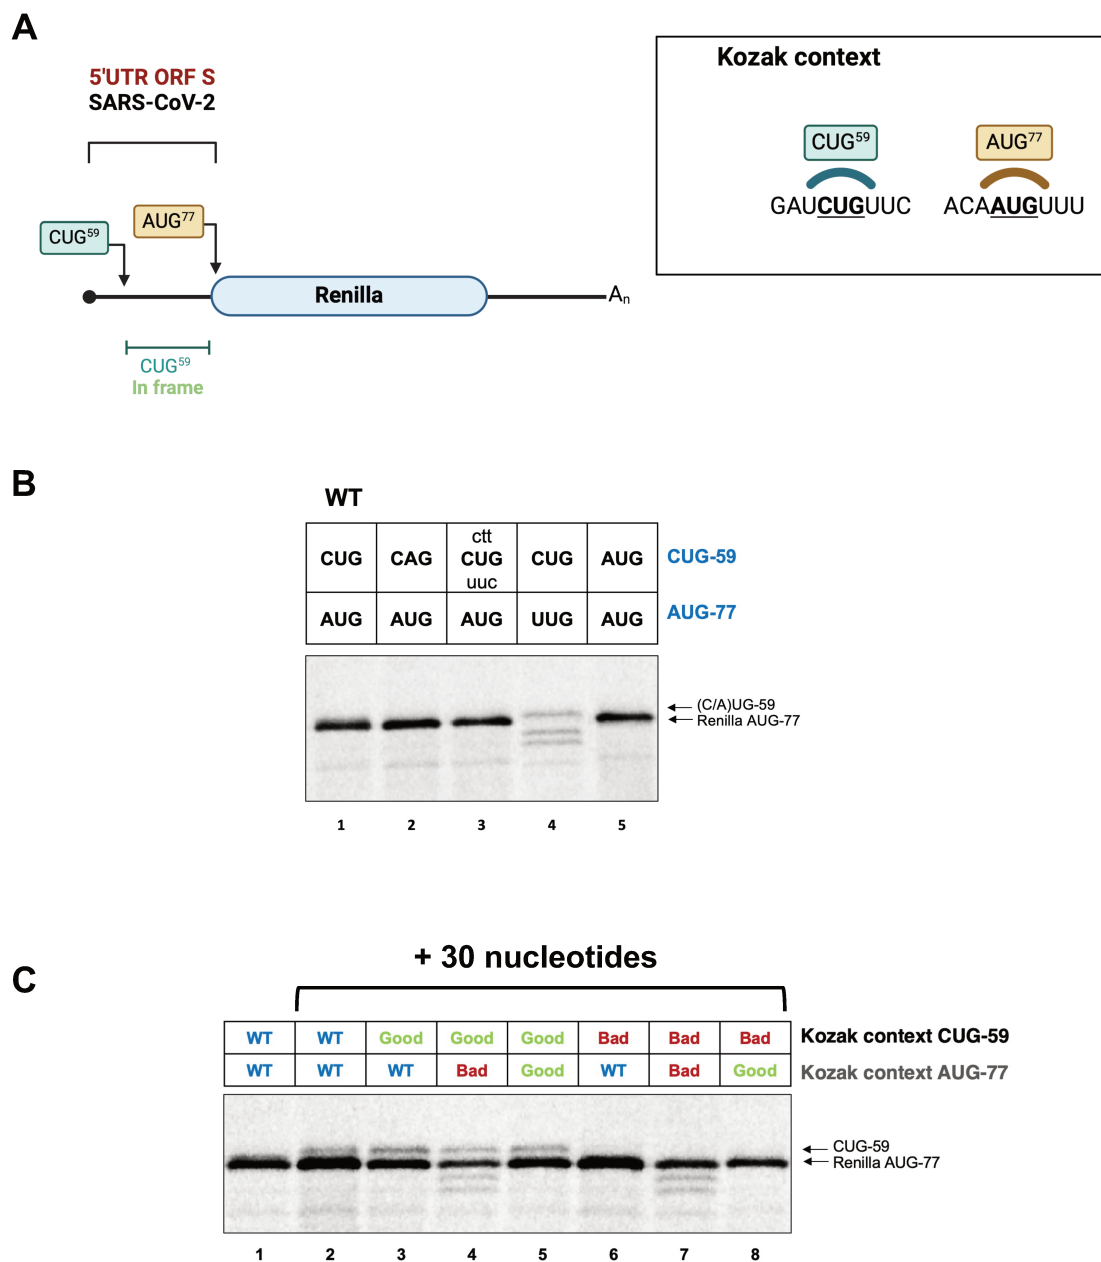 A
5'UTR ORF S
SARS-CoV-2
CUG59
AUG77
Renilla
An
CUG59
In frame
Kozak context
CUG59 AUG77
GAUCUGUUC ACAAUGUUU
B
WT
CUG CAG ctt CUG uuc CUG AUG CUG-59
AUG AUG AUG UUG AUG AUG-77
(C/A)UG-59
Renilla AUG-77
1 2 3 4 5
C
+ 30 nucleotides
WT WT Good Good Good Bad Bad Bad Kozak context CUG-59
WT WT WT Bad Good WT Bad Good Kozak context AUG-77
CUG-59
Renilla AUG-77
1 2 3 4 5 6 7 8